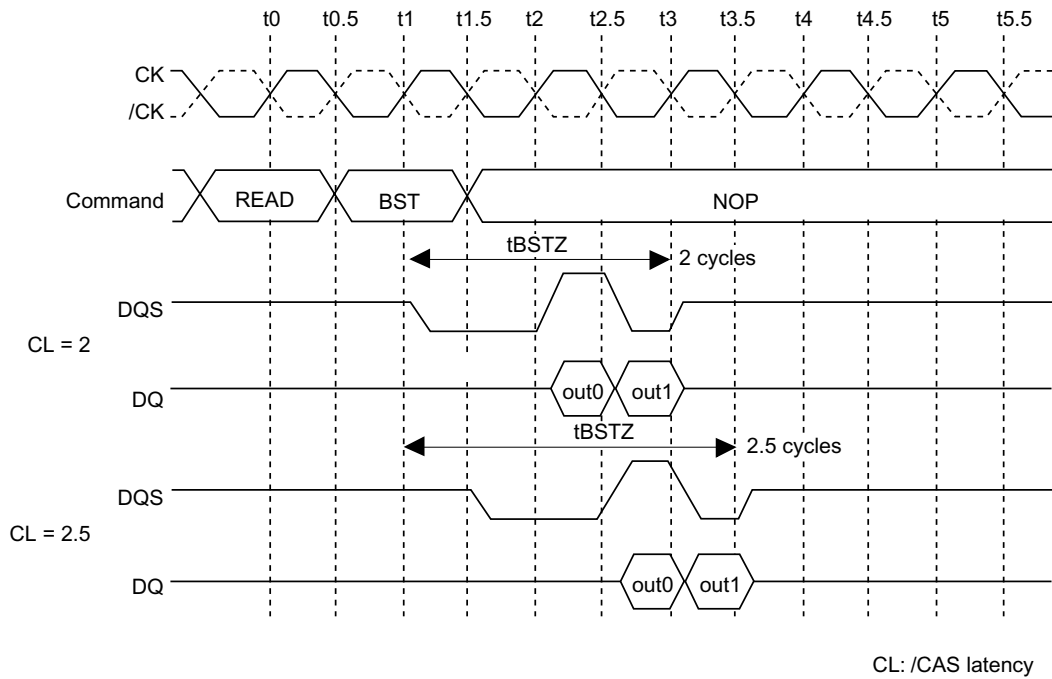 t0 t0.5 t1 t1.5 t2 t2.5 t3 t3.5 t4 t4.5 t5 t5.5
CK
/CK
Command READ BST NOP
tBSTZ
2 cycles
DQS
CL = 2
DQ out0 out1
tBSTZ
2.5 cycles
DQS
CL = 2.5
DQ out0 out1
CL: /CAS latency